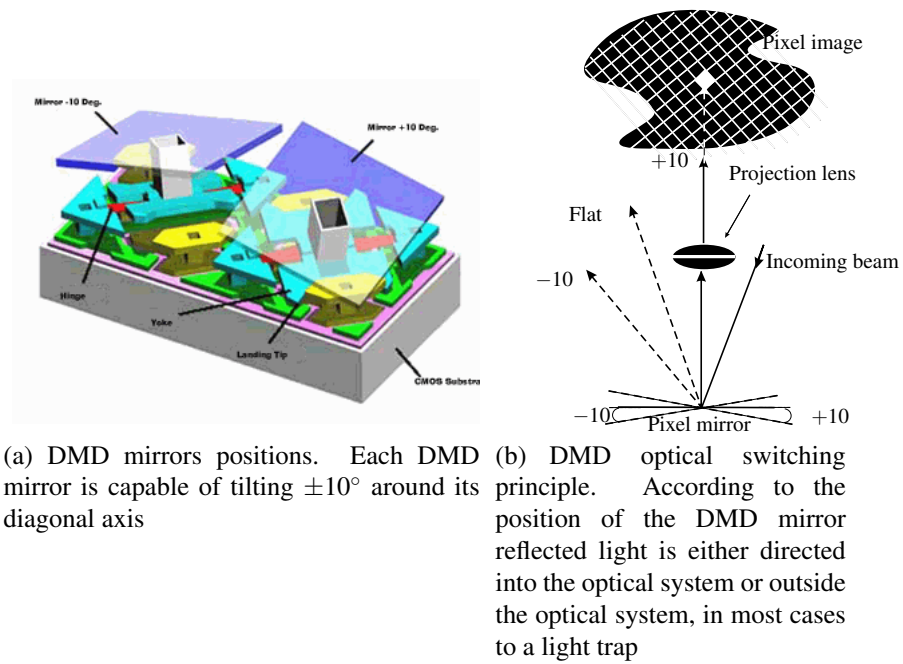 Mirror -10 Deg.
Mirror +10 Deg.
Hinge
Yoke
Landing Tip
CMOS Substra
Pixel image
+10
Projection lens
Flat
−10
Incoming beam
−10
+10
Pixel mirror
(a) DMD mirrors positions. Each DMD
mirror is capable of tilting ±10° around its
diagonal axis
(b) DMD optical switching
principle. According to the
position of the DMD mirror
reflected light is either directed
into the optical system or outside
the optical system, in most cases
to a light trap